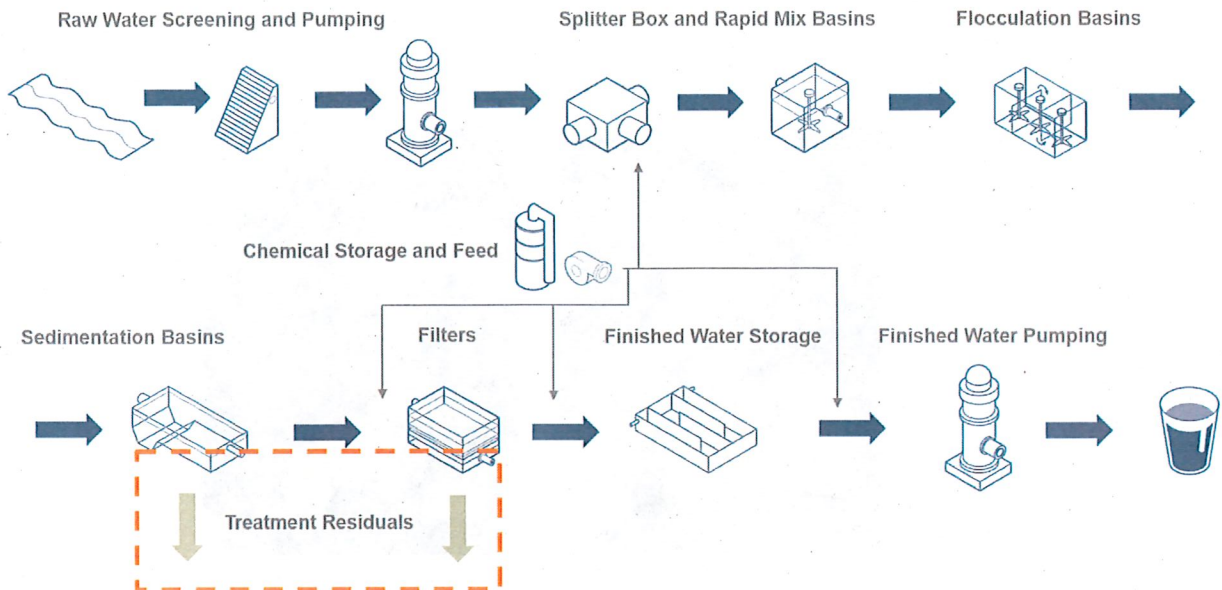 Raw Water Screening and Pumping
Splitter Box and Rapid Mix Basins
Flocculation Basins
Chemical Storage and Feed
Sedimentation Basins
Filters
Finished Water Storage
Finished Water Pumping
Treatment Residuals